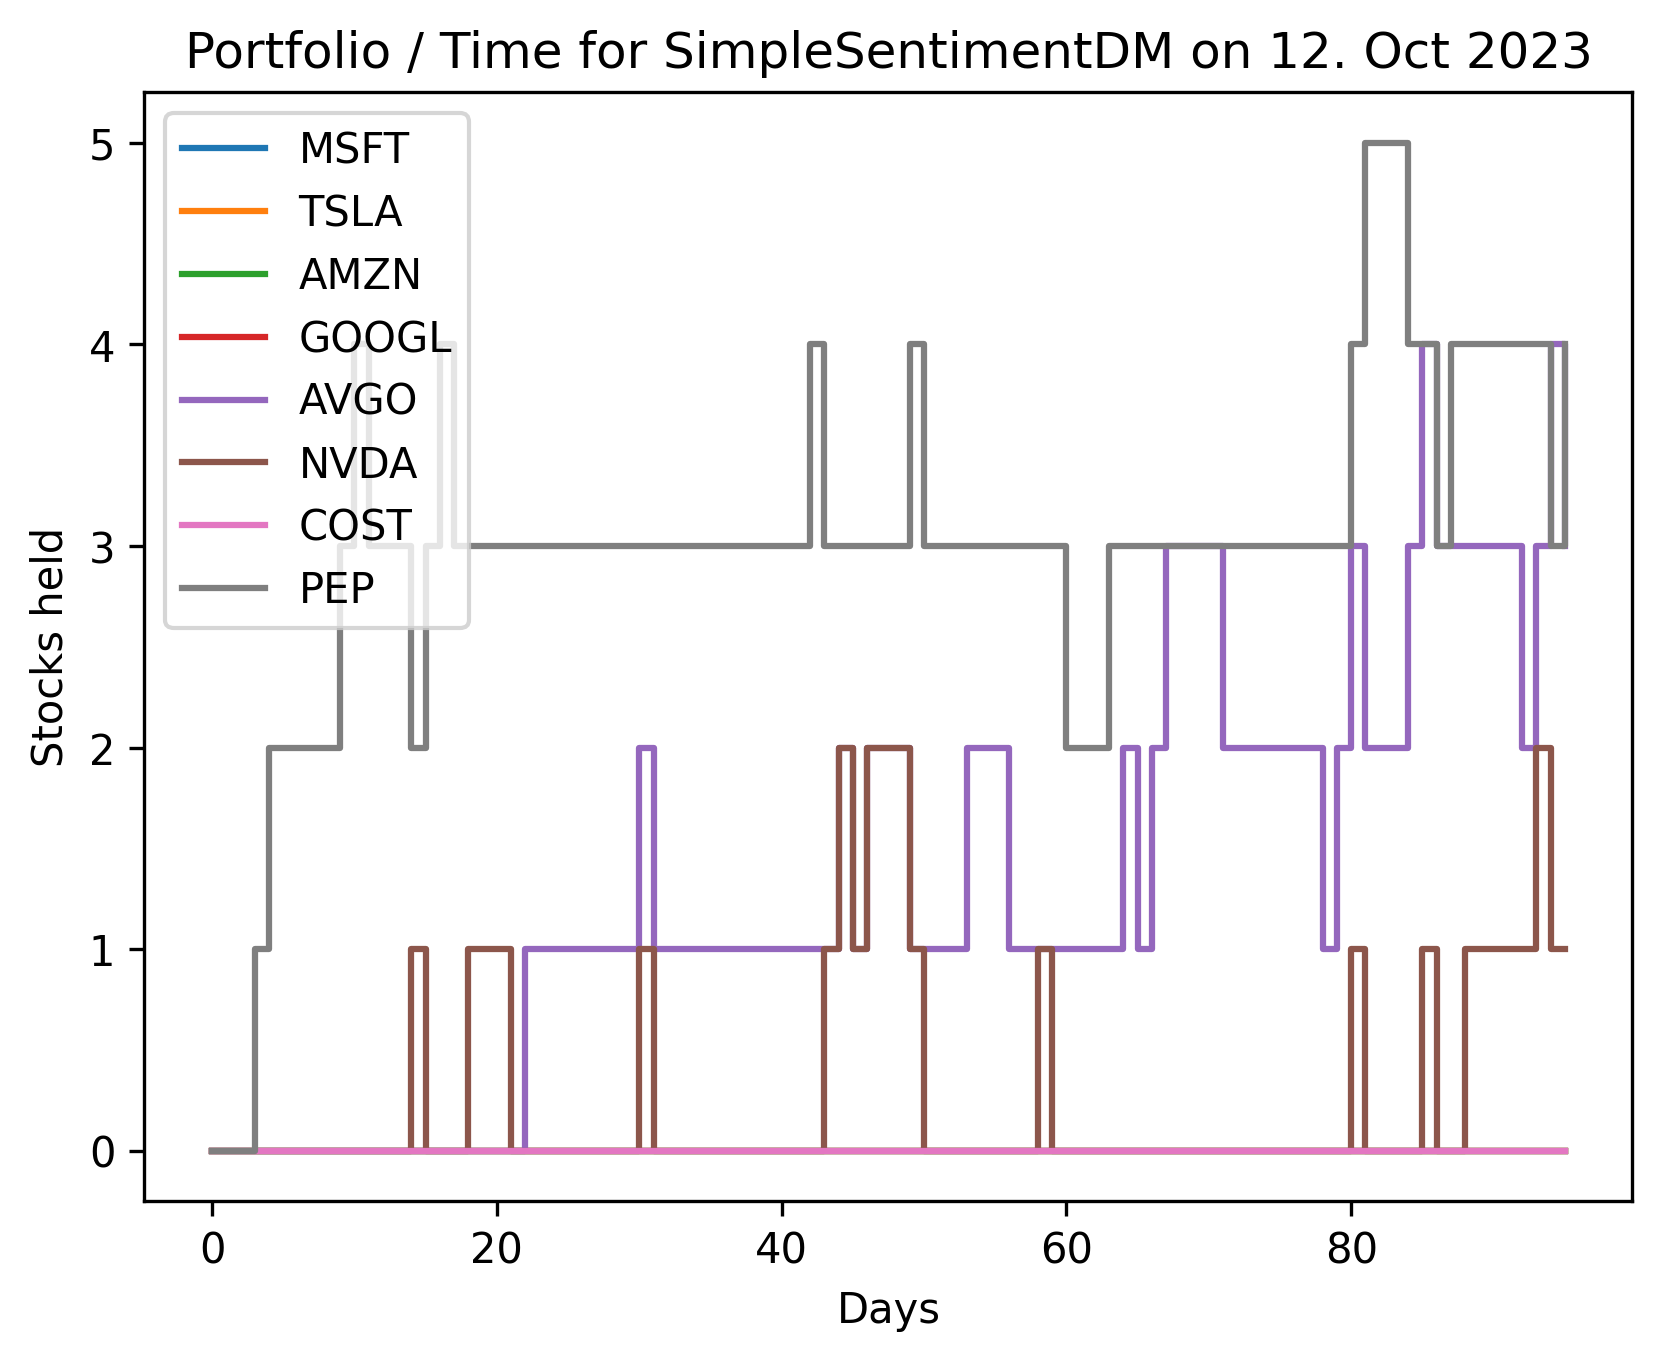 Portfolio / Time for SimpleSentimentDM on 12. Oct 2023
MSFT
TSLA
AMZN
GOOGL
AVGO
NVDA
COST
PEP
5
4
3
2
1
0
Stocks held
0 20 40 60 80
Days